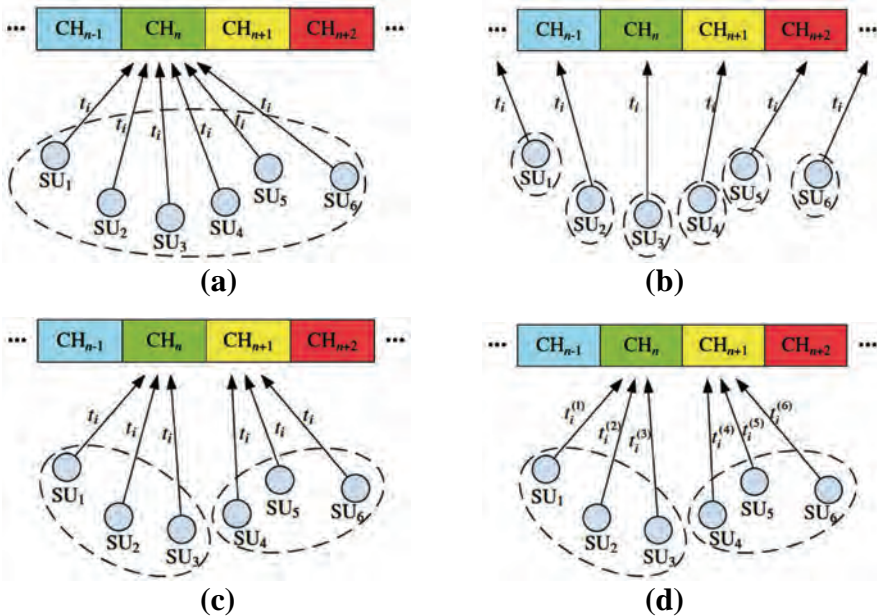 ... CHₙ₋₁ CHₙ CHₙ₊₁ CHₙ₊₂ ...
tᵢ tᵢ tᵢ tᵢ tᵢ tᵢ
SU₁ SU₂ SU₃ SU₄ SU₅ SU₆
(a)
... CHₙ₋₁ CHₙ CHₙ₊₁ CHₙ₊₂ ...
tᵢ tᵢ tᵢ tᵢ tᵢ tᵢ
SU₁ SU₂ SU₃ SU₄ SU₅ SU₆
(b)
... CHₙ₋₁ CHₙ CHₙ₊₁ CHₙ₊₂ ...
tᵢ tᵢ tᵢ tᵢ tᵢ tᵢ
SU₁ SU₂ SU₃ SU₄ SU₅ SU₆
(c)
... CHₙ₋₁ CHₙ CHₙ₊₁ CHₙ₊₂ ...
tᵢ⁽¹⁾ tᵢ⁽²⁾ tᵢ⁽³⁾ tᵢ⁽⁴⁾ tᵢ⁽⁵⁾ tᵢ⁽⁶⁾
SU₁ SU₂ SU₃ SU₄ SU₅ SU₆
(d)